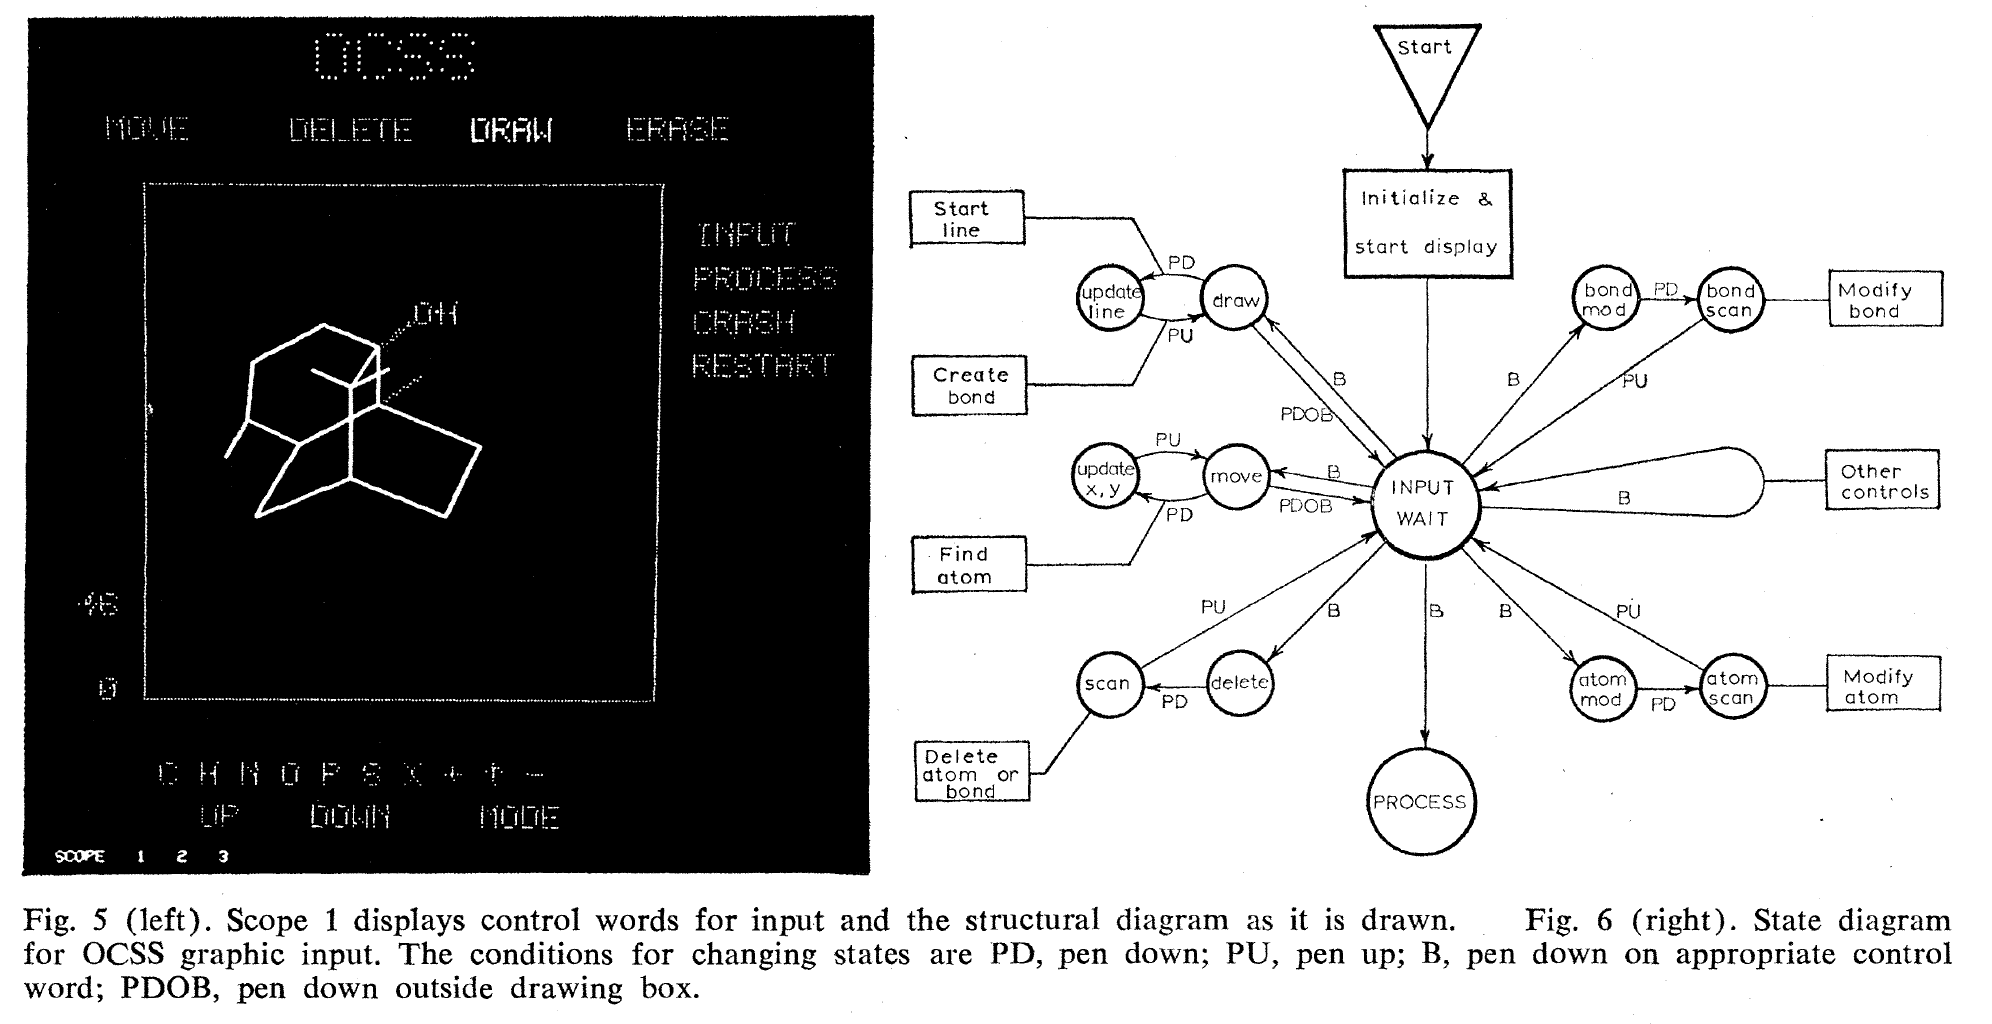 OCSS
MOVE DELETE DRAW ERASE
INPUT
PROCESS
CRASH
RESTART
OH
46
0
C H N O P S X + ↑ -
UP DOWN MODE
SCOPE 1 2 3
Start
Initialize &
start display
Start
line
PD
update
line
draw
PU
Create
bond
B
PDOB
bond
mod
PD
bond
scan
Modify
bond
B
PU
PU
update
x,y
move
PD
B
PDOB
INPUT
WAIT
B
Other
controls
Find
atom
PU
B
B
B
PU
scan
PD
delete
atom
mod
PD
atom
scan
Modify
atom
Delete
atom or
bond
PROCESS
Fig. 5 (left). Scope 1 displays control words for input and the structural diagram as it is drawn. Fig. 6 (right). State diagram
for OCSS graphic input. The conditions for changing states are PD, pen down; PU, pen up; B, pen down on appropriate control
word; PDOB, pen down outside drawing box.